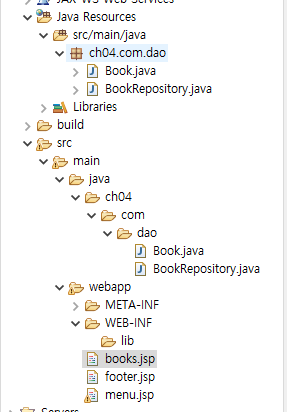 JAX-WS Web Services
Java Resources
src/main/java
ch04.com.dao
Book.java
BookRepository.java
Libraries
build
src
main
java
ch04
com
dao
Book.java
BookRepository.java
webapp
META-INF
WEB-INF
lib
books.jsp
footer.jsp
menu.jsp
Servers